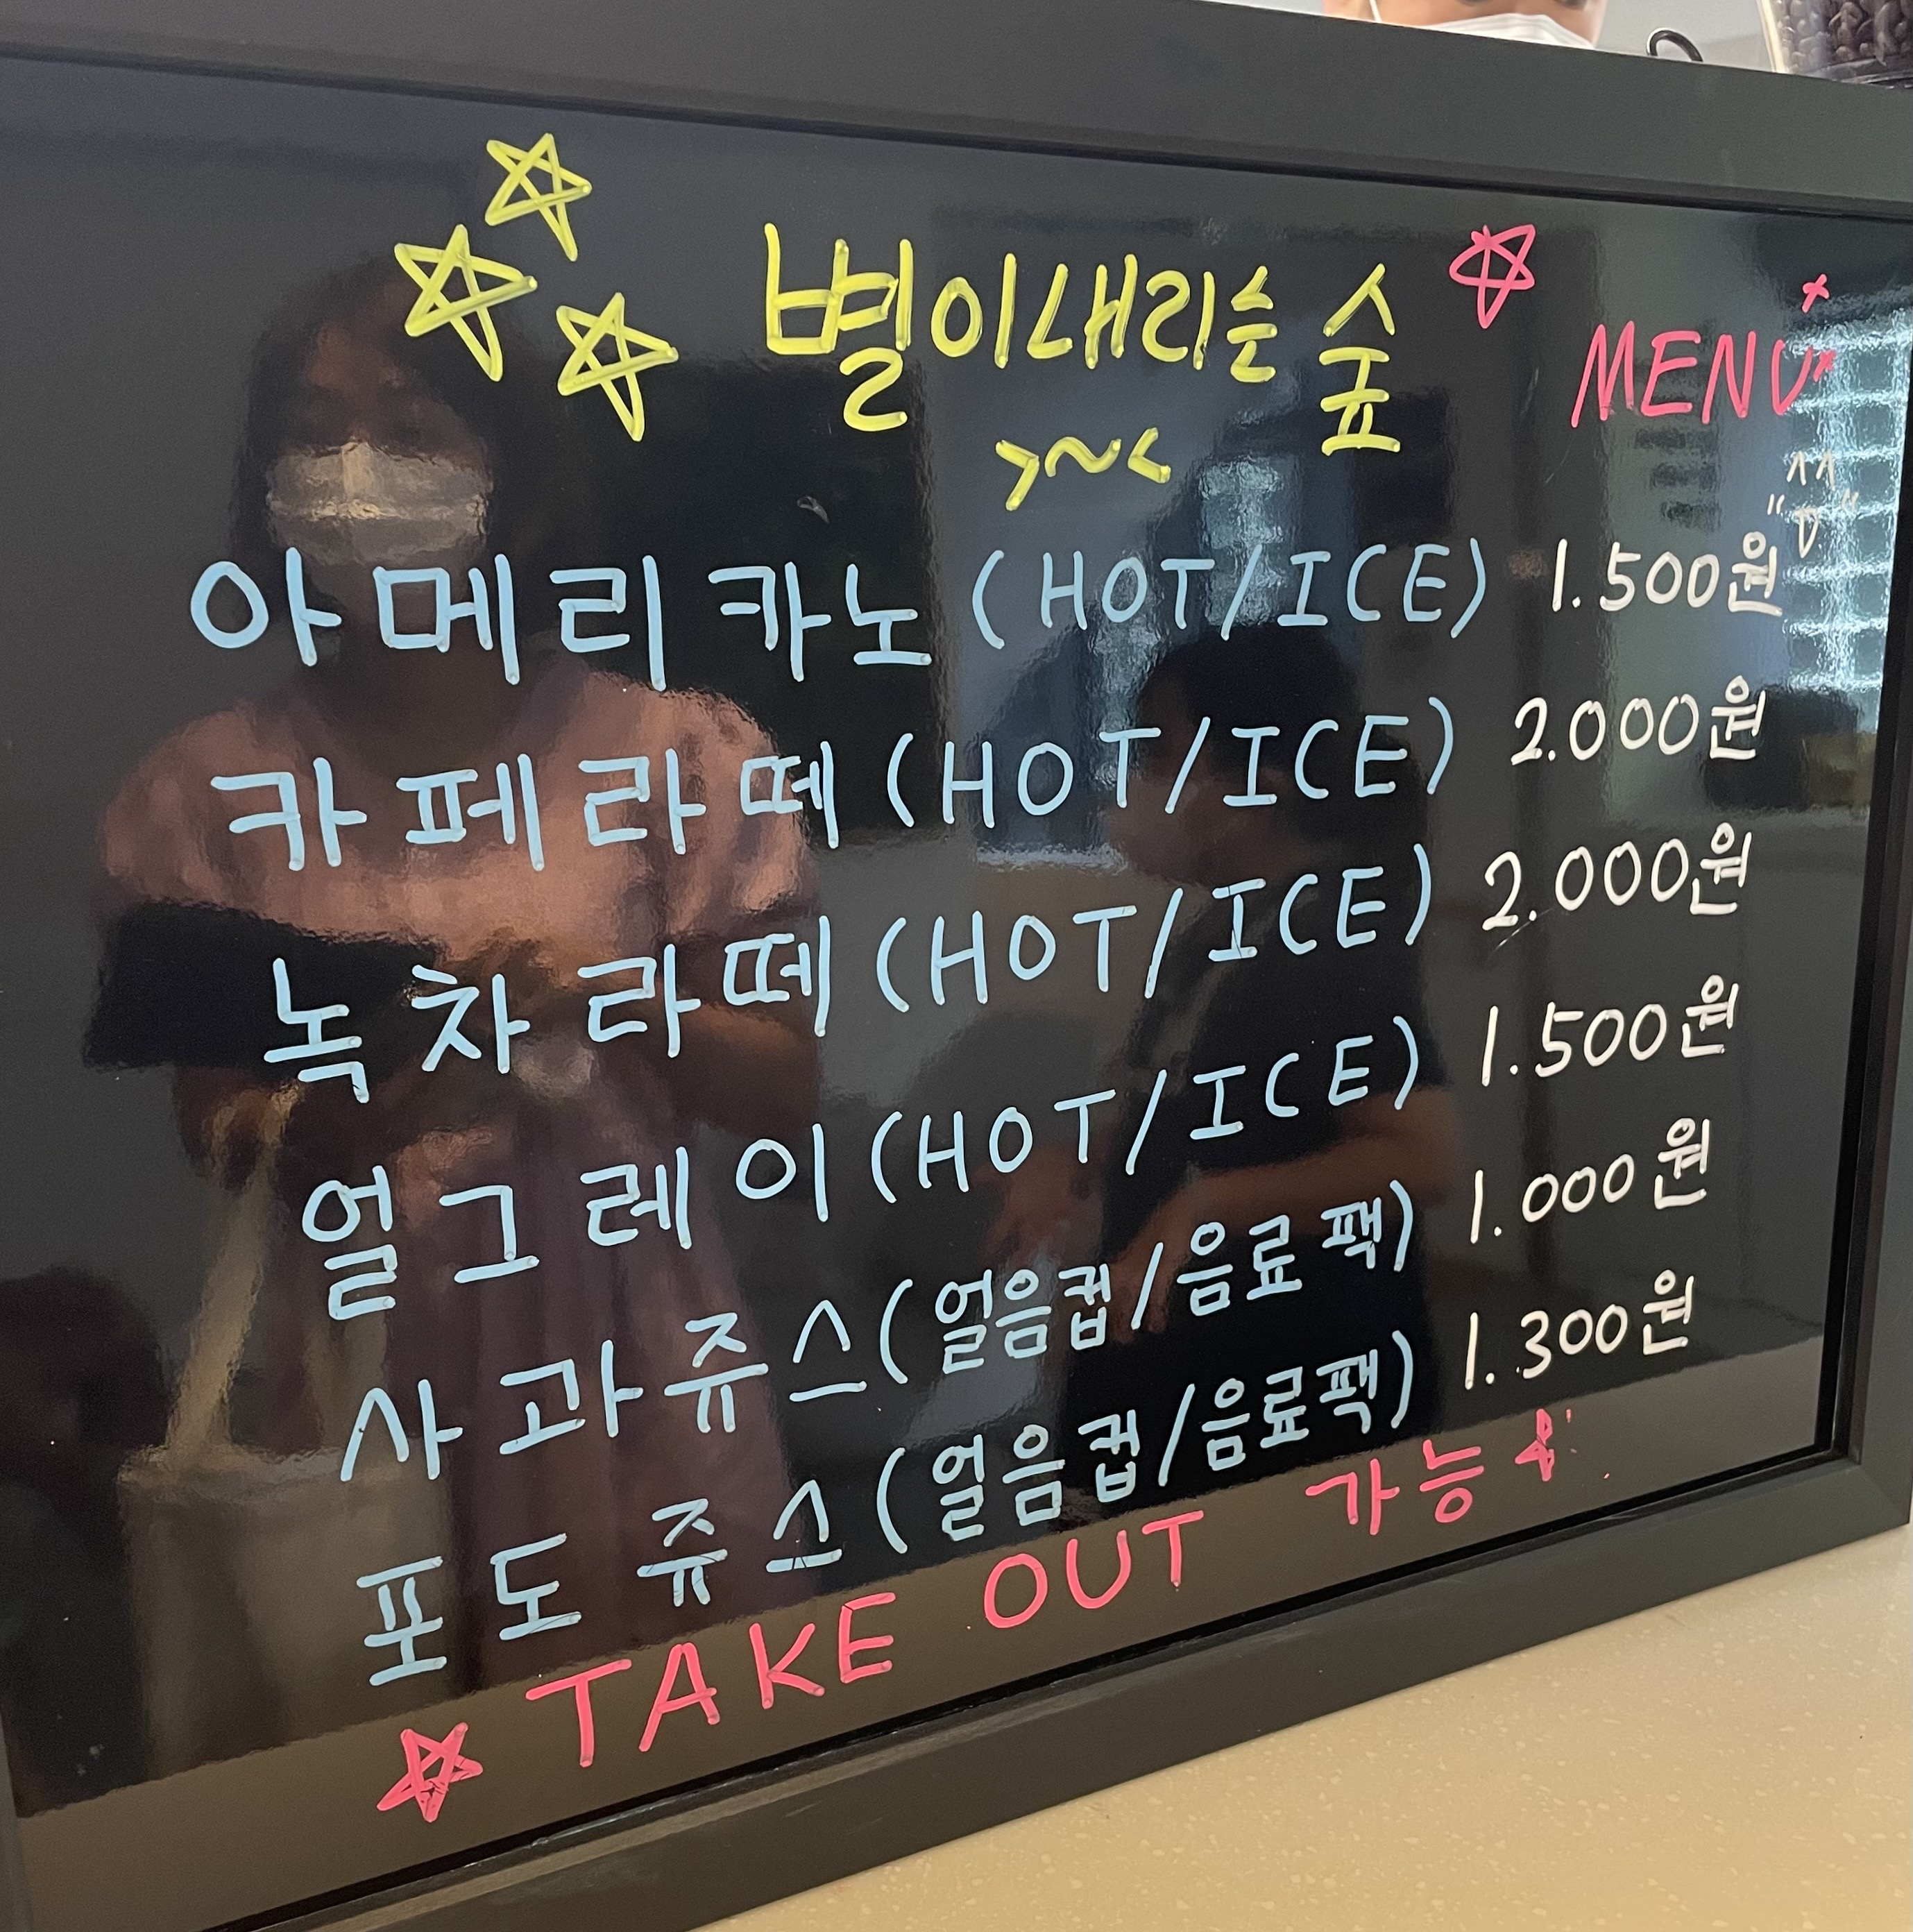 별이내리는 숲 MENU
>~<
아메리카노 (HOT/ICE) 1.500원
카페라떼 (HOT/ICE) 2.000원
녹차라떼 (HOT/ICE) 2.000원
얼그레이 (HOT/ICE) 1.500원
사과쥬스 (얼음컵/음료팩) 1.000원
포도쥬스 (얼음컵/음료팩) 1.300원
TAKE OUT 가능